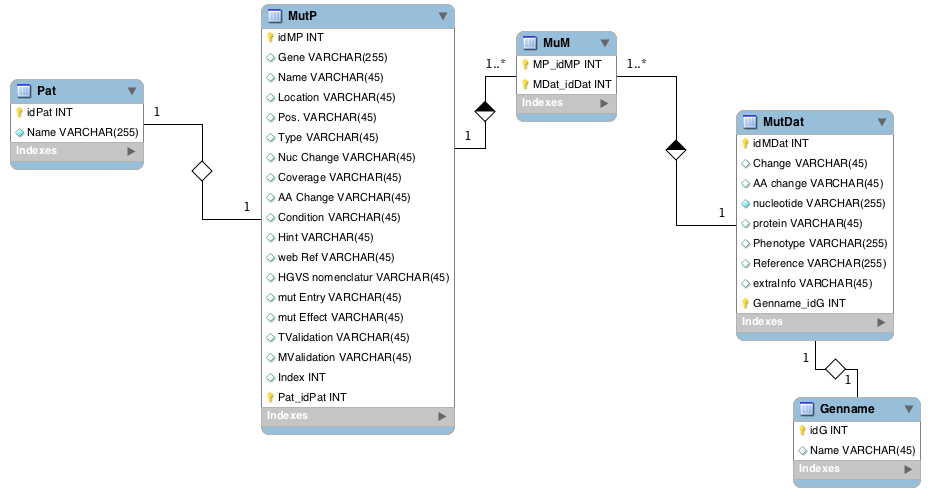 Pat
idPat INT
Name VARCHAR(255)
Indexes
1
1
MutP
idMP INT
Gene VARCHAR(255)
Name VARCHAR(45)
Location VARCHAR(45)
Pos. VARCHAR(45)
Type VARCHAR(45)
Nuc Change VARCHAR(45)
Coverage VARCHAR(45)
AA Change VARCHAR(45)
Condition VARCHAR(45)
Hint VARCHAR(45)
web Ref VARCHAR(45)
HGVS nomenclatur VARCHAR(45)
mut Entry VARCHAR(45)
mut Effect VARCHAR(45)
TValidation VARCHAR(45)
MValidation VARCHAR(45)
Index INT
Pat_idPat INT
Indexes
1
1..*
MuM
MP_idMP INT
MDat_idDat INT
Indexes
1..*
1
MutDat
idMDat INT
Change VARCHAR(45)
AA change VARCHAR(45)
nucleotide VARCHAR(255)
protein VARCHAR(45)
Phenotype VARCHAR(255)
Reference VARCHAR(255)
extraInfo VARCHAR(45)
Genname_idG INT
Indexes
1
1
Genname
idG INT
Name VARCHAR(45)
Indexes